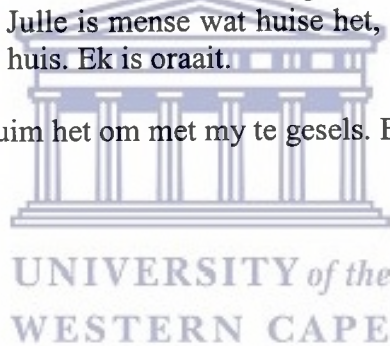 Julle is mense wat huise het,
huis. Ek is oraait.
uim het om met my te gesels.
UNIVERSITY of the
WESTERN CAPE